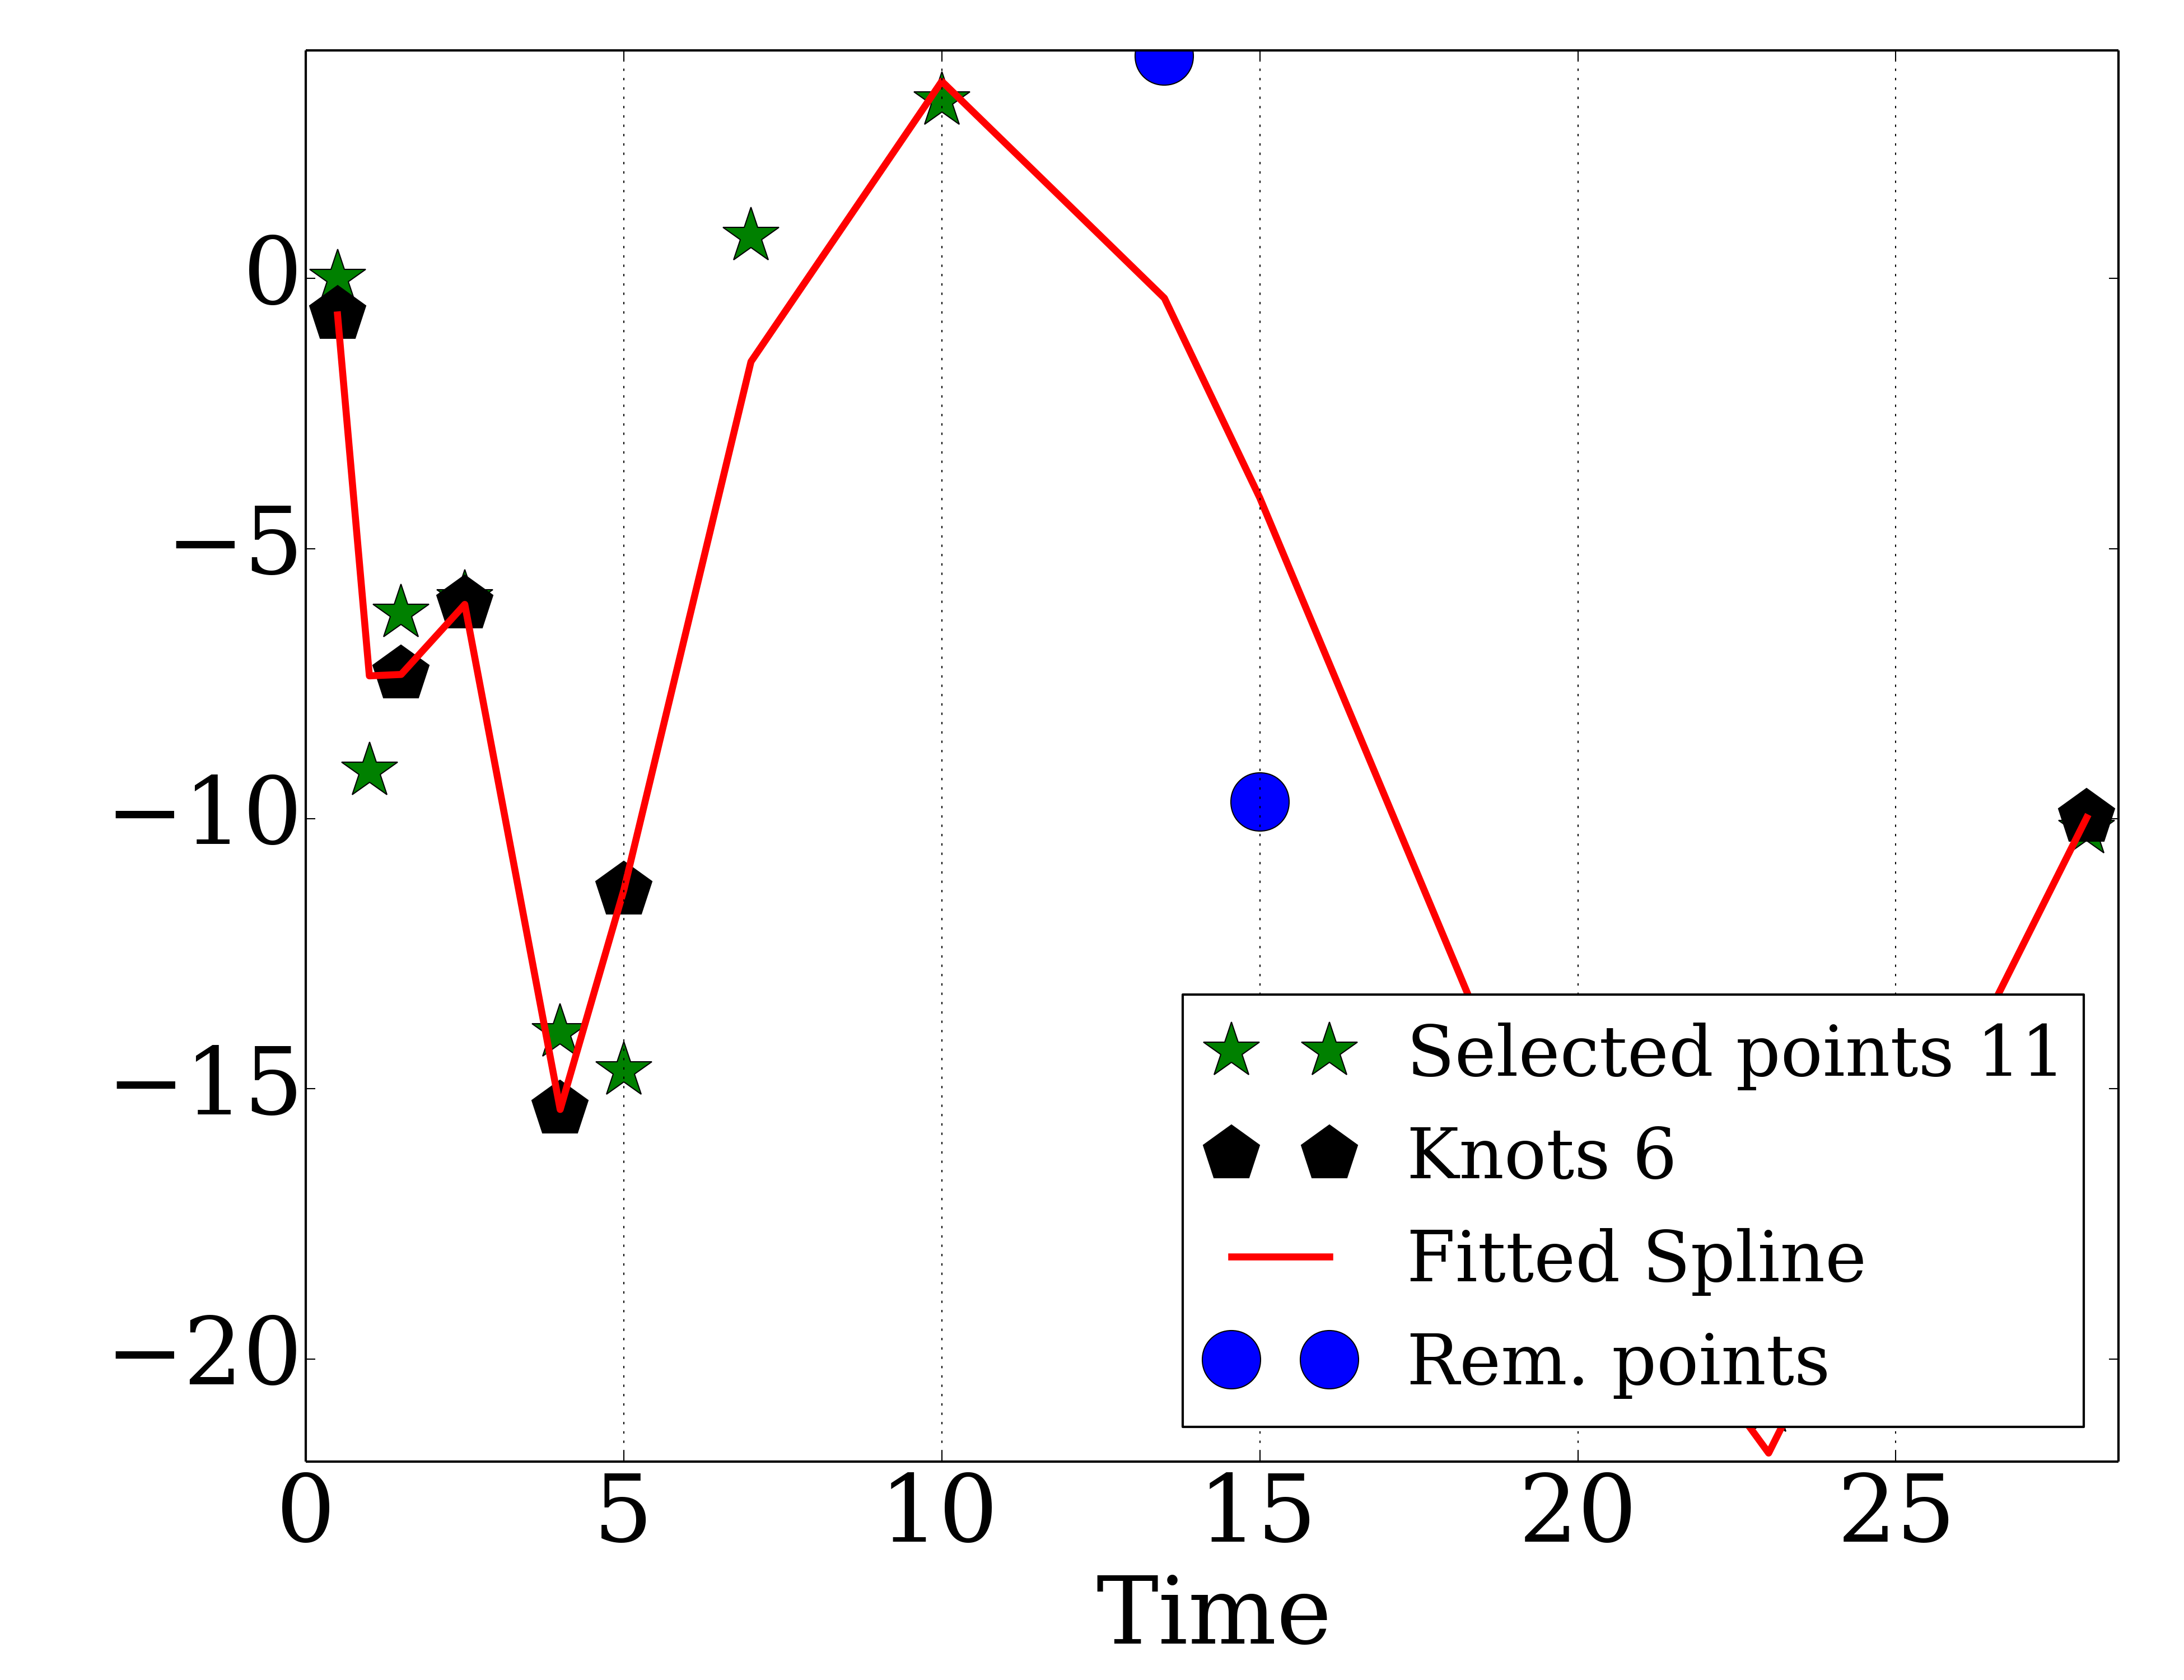 0
−5
−10
−15
−20
Selected points 11
Knots 6
Fitted Spline
Rem. points
0 5 10 15 20 25
Time